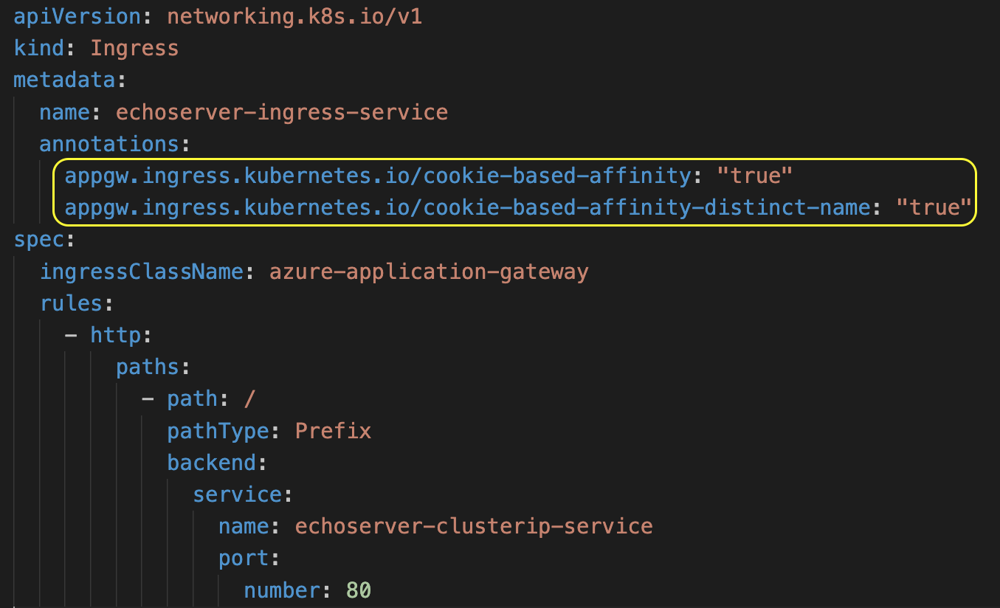 apiVersion: networking.k8s.io/v1
kind: Ingress
metadata:
  name: echoserver-ingress-service
  annotations:
    appgw.ingress.kubernetes.io/cookie-based-affinity: "true"
    appgw.ingress.kubernetes.io/cookie-based-affinity-distinct-name: "true"
spec:
  ingressClassName: azure-application-gateway
  rules:
    - http:
        paths:
          - path: /
            pathType: Prefix
            backend:
              service:
                name: echoserver-clusterip-service
                port:
                  number: 80